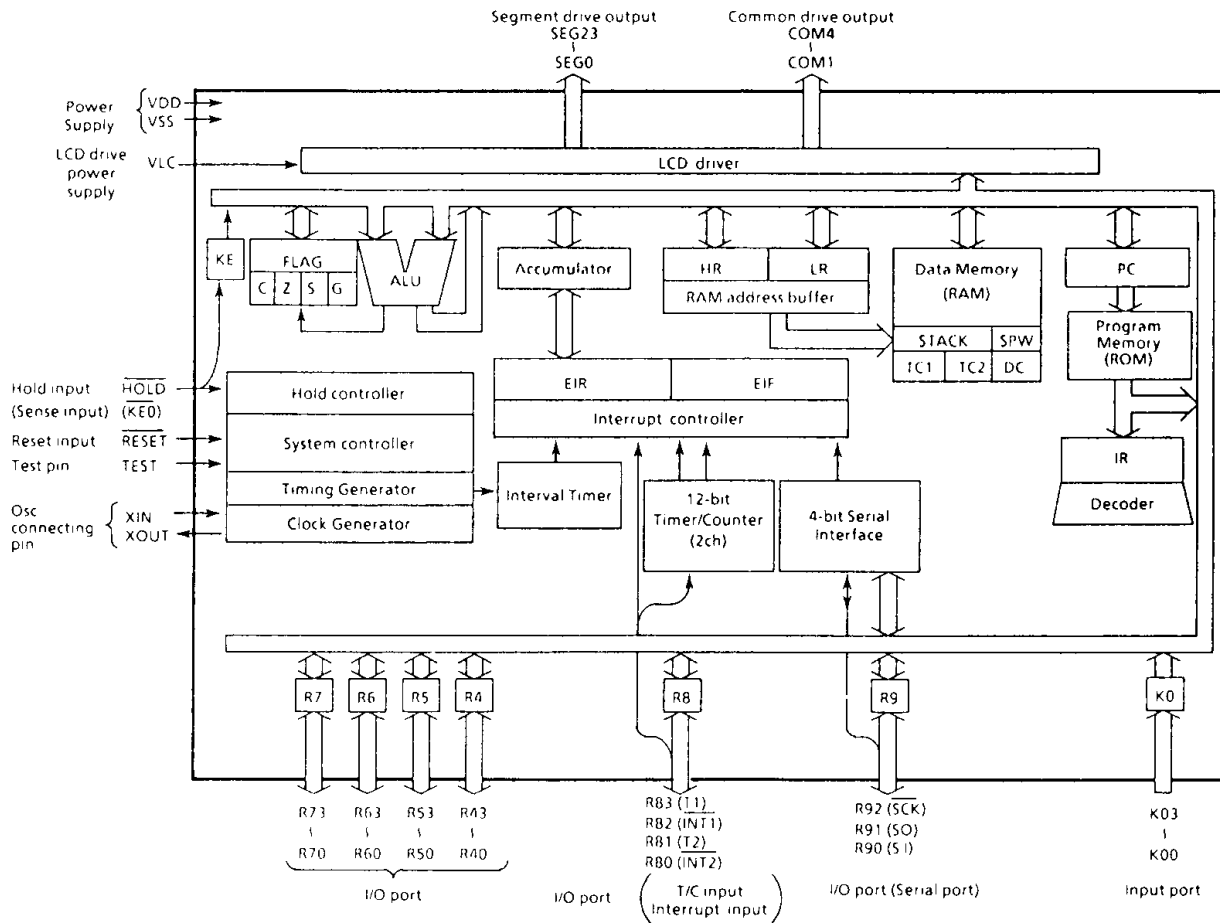 Segment drive output
SEG23
~
SEG0
Common drive output
COM4
~
COM1
Power
Supply
VDD
VSS
LCD drive
power
supply
VLC
LCD driver
KE
FLAG
C Z S G
ALU
Accumulator
HR LR
RAM address buffer
Data Memory
(RAM)
STACK SPW
TC1 TC2 DC
PC
Program
Memory
(ROM)
IR
Decoder
Hold input HOLD
(Sense input) (KE0)
Reset input RESET
Test pin TEST
Osc
connecting
pin
XIN
XOUT
Hold controller
System controller
Timing Generator
Clock Generator
EIR EIF
Interrupt controller
Interval Timer
12-bit
Timer/Counter
(2ch)
4-bit Serial
Interface
R7 R6 R5 R4 R8 R9 K0
R73 R63 R53 R43
~ ~ ~ ~
R70 R60 R50 R40
I/O port
R83 (T1)
R82 (INT1)
R81 (T2)
R80 (INT2)
I/O port
(T/C input
Interrupt input)
R92 (SCK)
R91 (SO)
R90 (SI)
I/O port (Serial port)
K03
~
K00
Input port